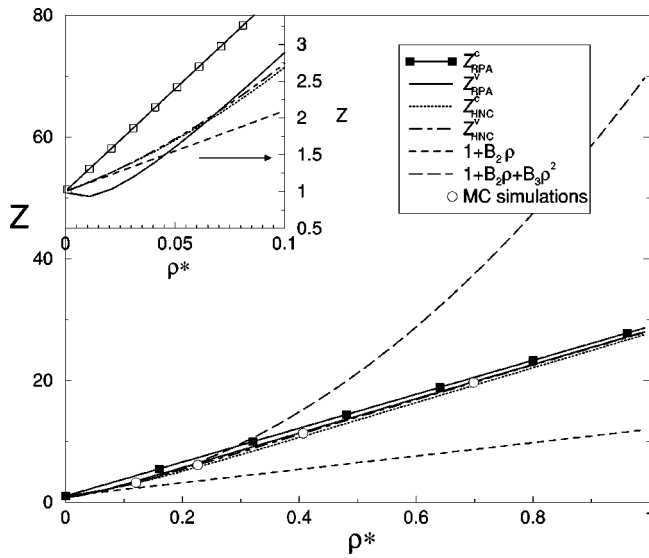 80
60
40
20
0
Z
0
0.2
0.4
0.6
0.8
1
ρ*
3
2.5
2
1.5
1
0.5
Z
0
0.05
0.1
ρ*
Z^c_RPA
Z^v_RPA
Z^c_HNC
Z^v_HNC
1+B₂ρ
1+B₂ρ+B₃ρ²
MC simulations